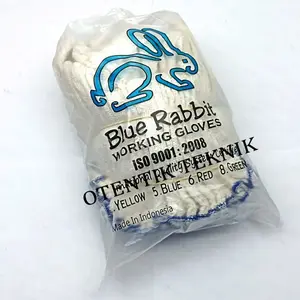 Blue Rabbit
WORKING GLOVES
ISO 9001:2008
OTENTIK TEKNIK
.YELLOW 5.BLUE 6.RED 8.GREEN
Made In Indonesia